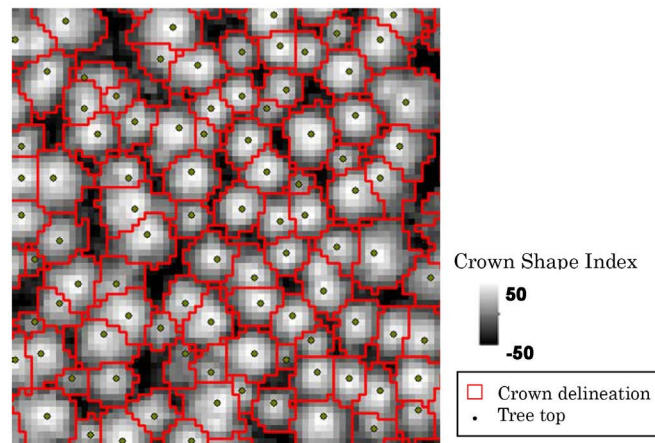 Crown Shape Index
50
-50
Crown delineation
Tree top